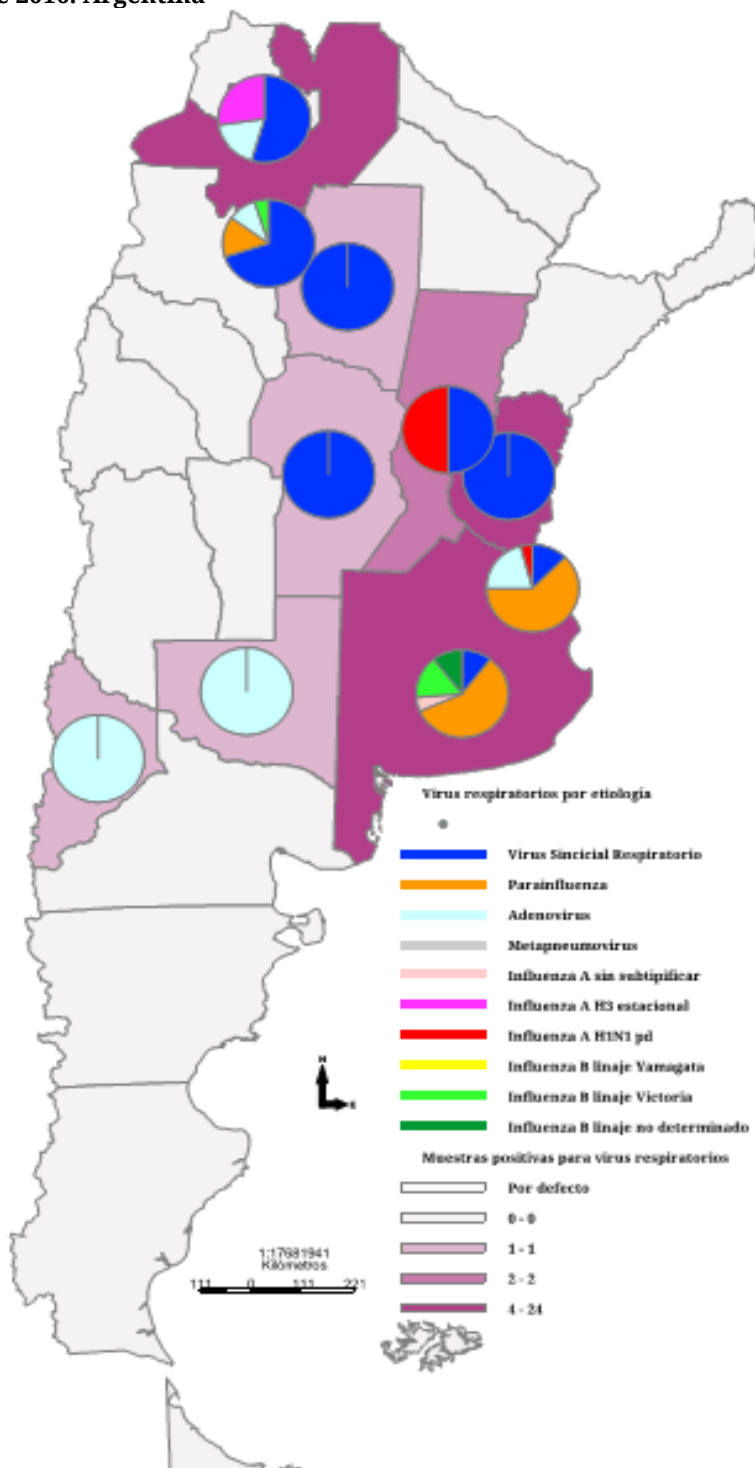 2016. Argentina
Virus respiratorios por etiología
Virus Sincicial Respiratorio
Parainfluenza
Adenovirus
Metapneumovirus
Influenza A sin subtipificar
Influenza A H3 estacional
Influenza A H1N1 pd
Influenza B linaje Yamagata
Influenza B linaje Victoria
Influenza B linaje no determinado
Muestras positivas para virus respiratorios
Por defecto
0 - 0
1 - 1
2 - 2
4 - 24
N
E
1:17681941
Kilómetros
111 0 111 221